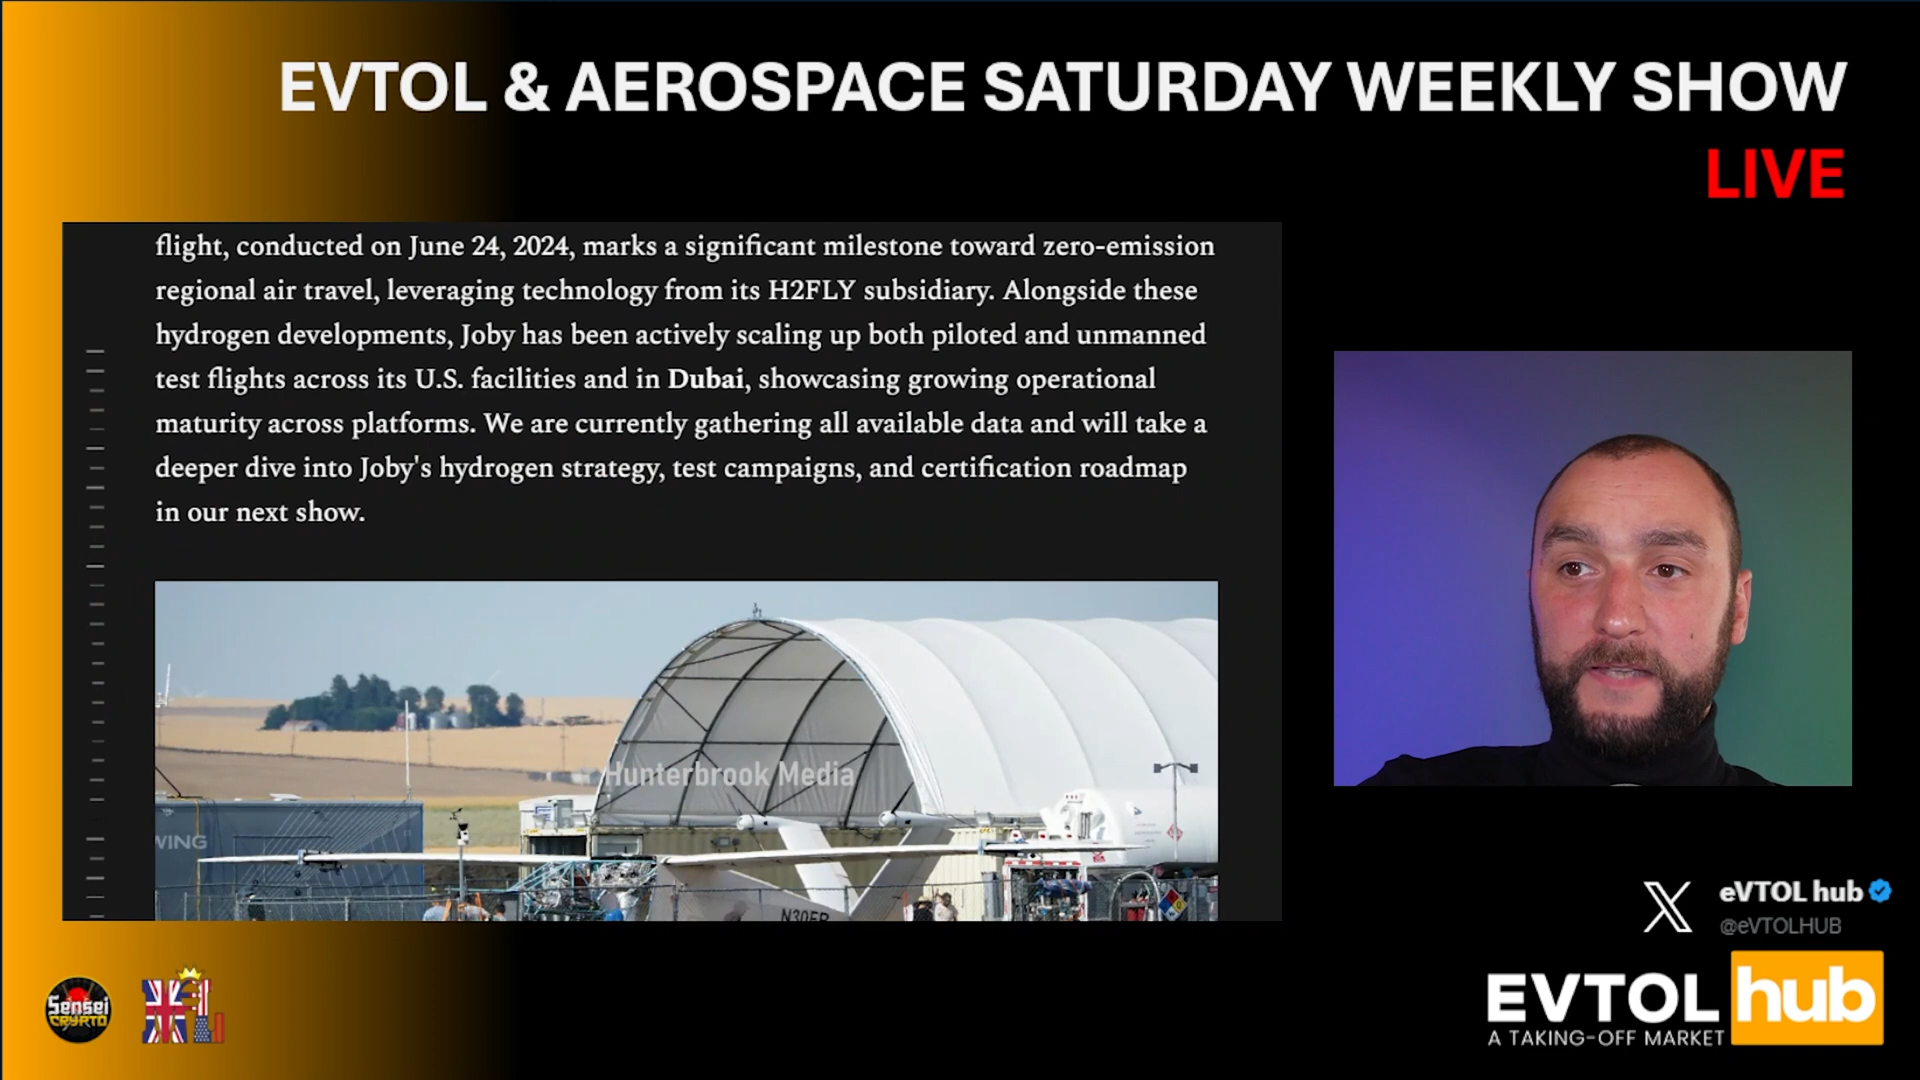 EVTOL & AEROSPACE SATURDAY WEEKLY SHOW
LIVE
flight, conducted on June 24, 2024, marks a significant milestone toward zero-emission
regional air travel, leveraging technology from its H2FLY subsidiary. Alongside these
hydrogen developments, Joby has been actively scaling up both piloted and unmanned
test flights across its U.S. facilities and in Dubai, showcasing growing operational
maturity across platforms. We are currently gathering all available data and will take a
deeper dive into Joby's hydrogen strategy, test campaigns, and certification roadmap
in our next show.
Hunterbrook Media
WING
eVTOL hub
@eVTOLHUB
Sensei
CRYPTO
EVTOL hub
A TAKING-OFF MARKET